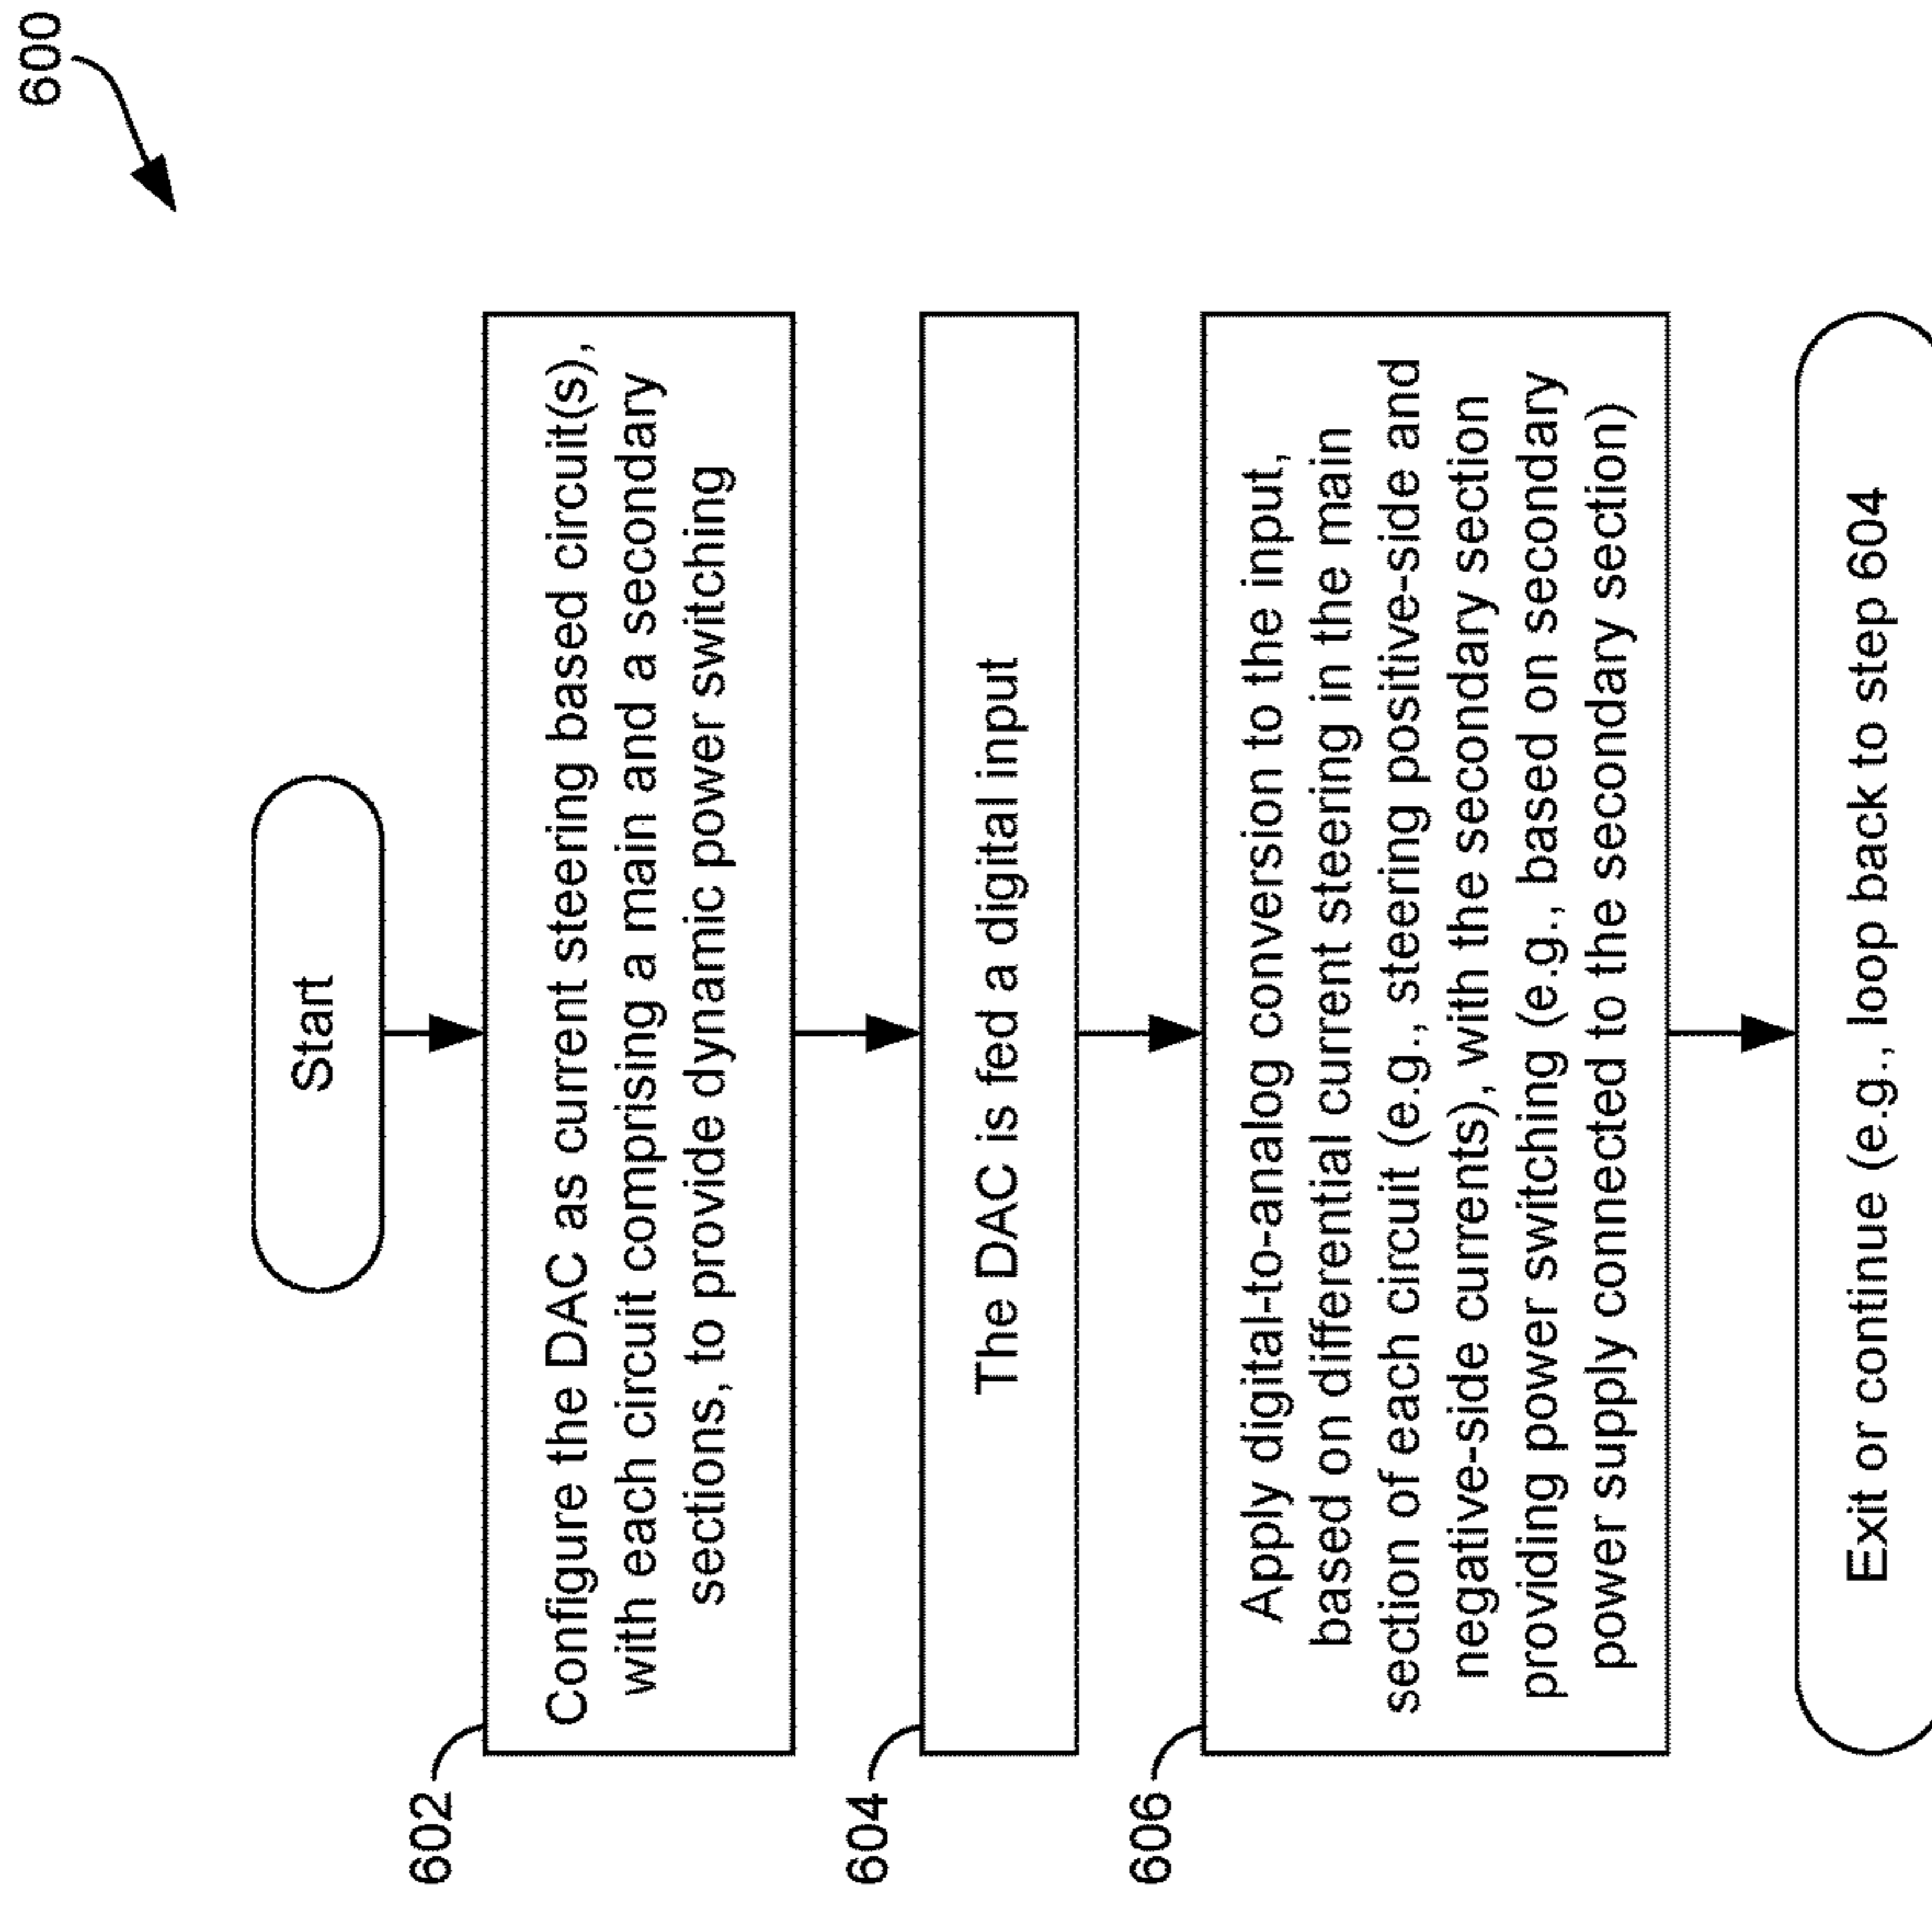 600
Start
602
Configure the DAC as current steering based circuit(s),
with each circuit comprising a main and a secondary
sections, to provide dynamic power switching
604
The DAC is fed a digital input
606
Apply digital-to-analog conversion to the input,
based on differential current steering in the main
section of each circuit (e.g., steering positive-side and
negative-side currents), with the secondary section
providing power switching (e.g., based on secondary
power supply connected to the secondary section)
Exit or continue (e.g., loop back to step 604